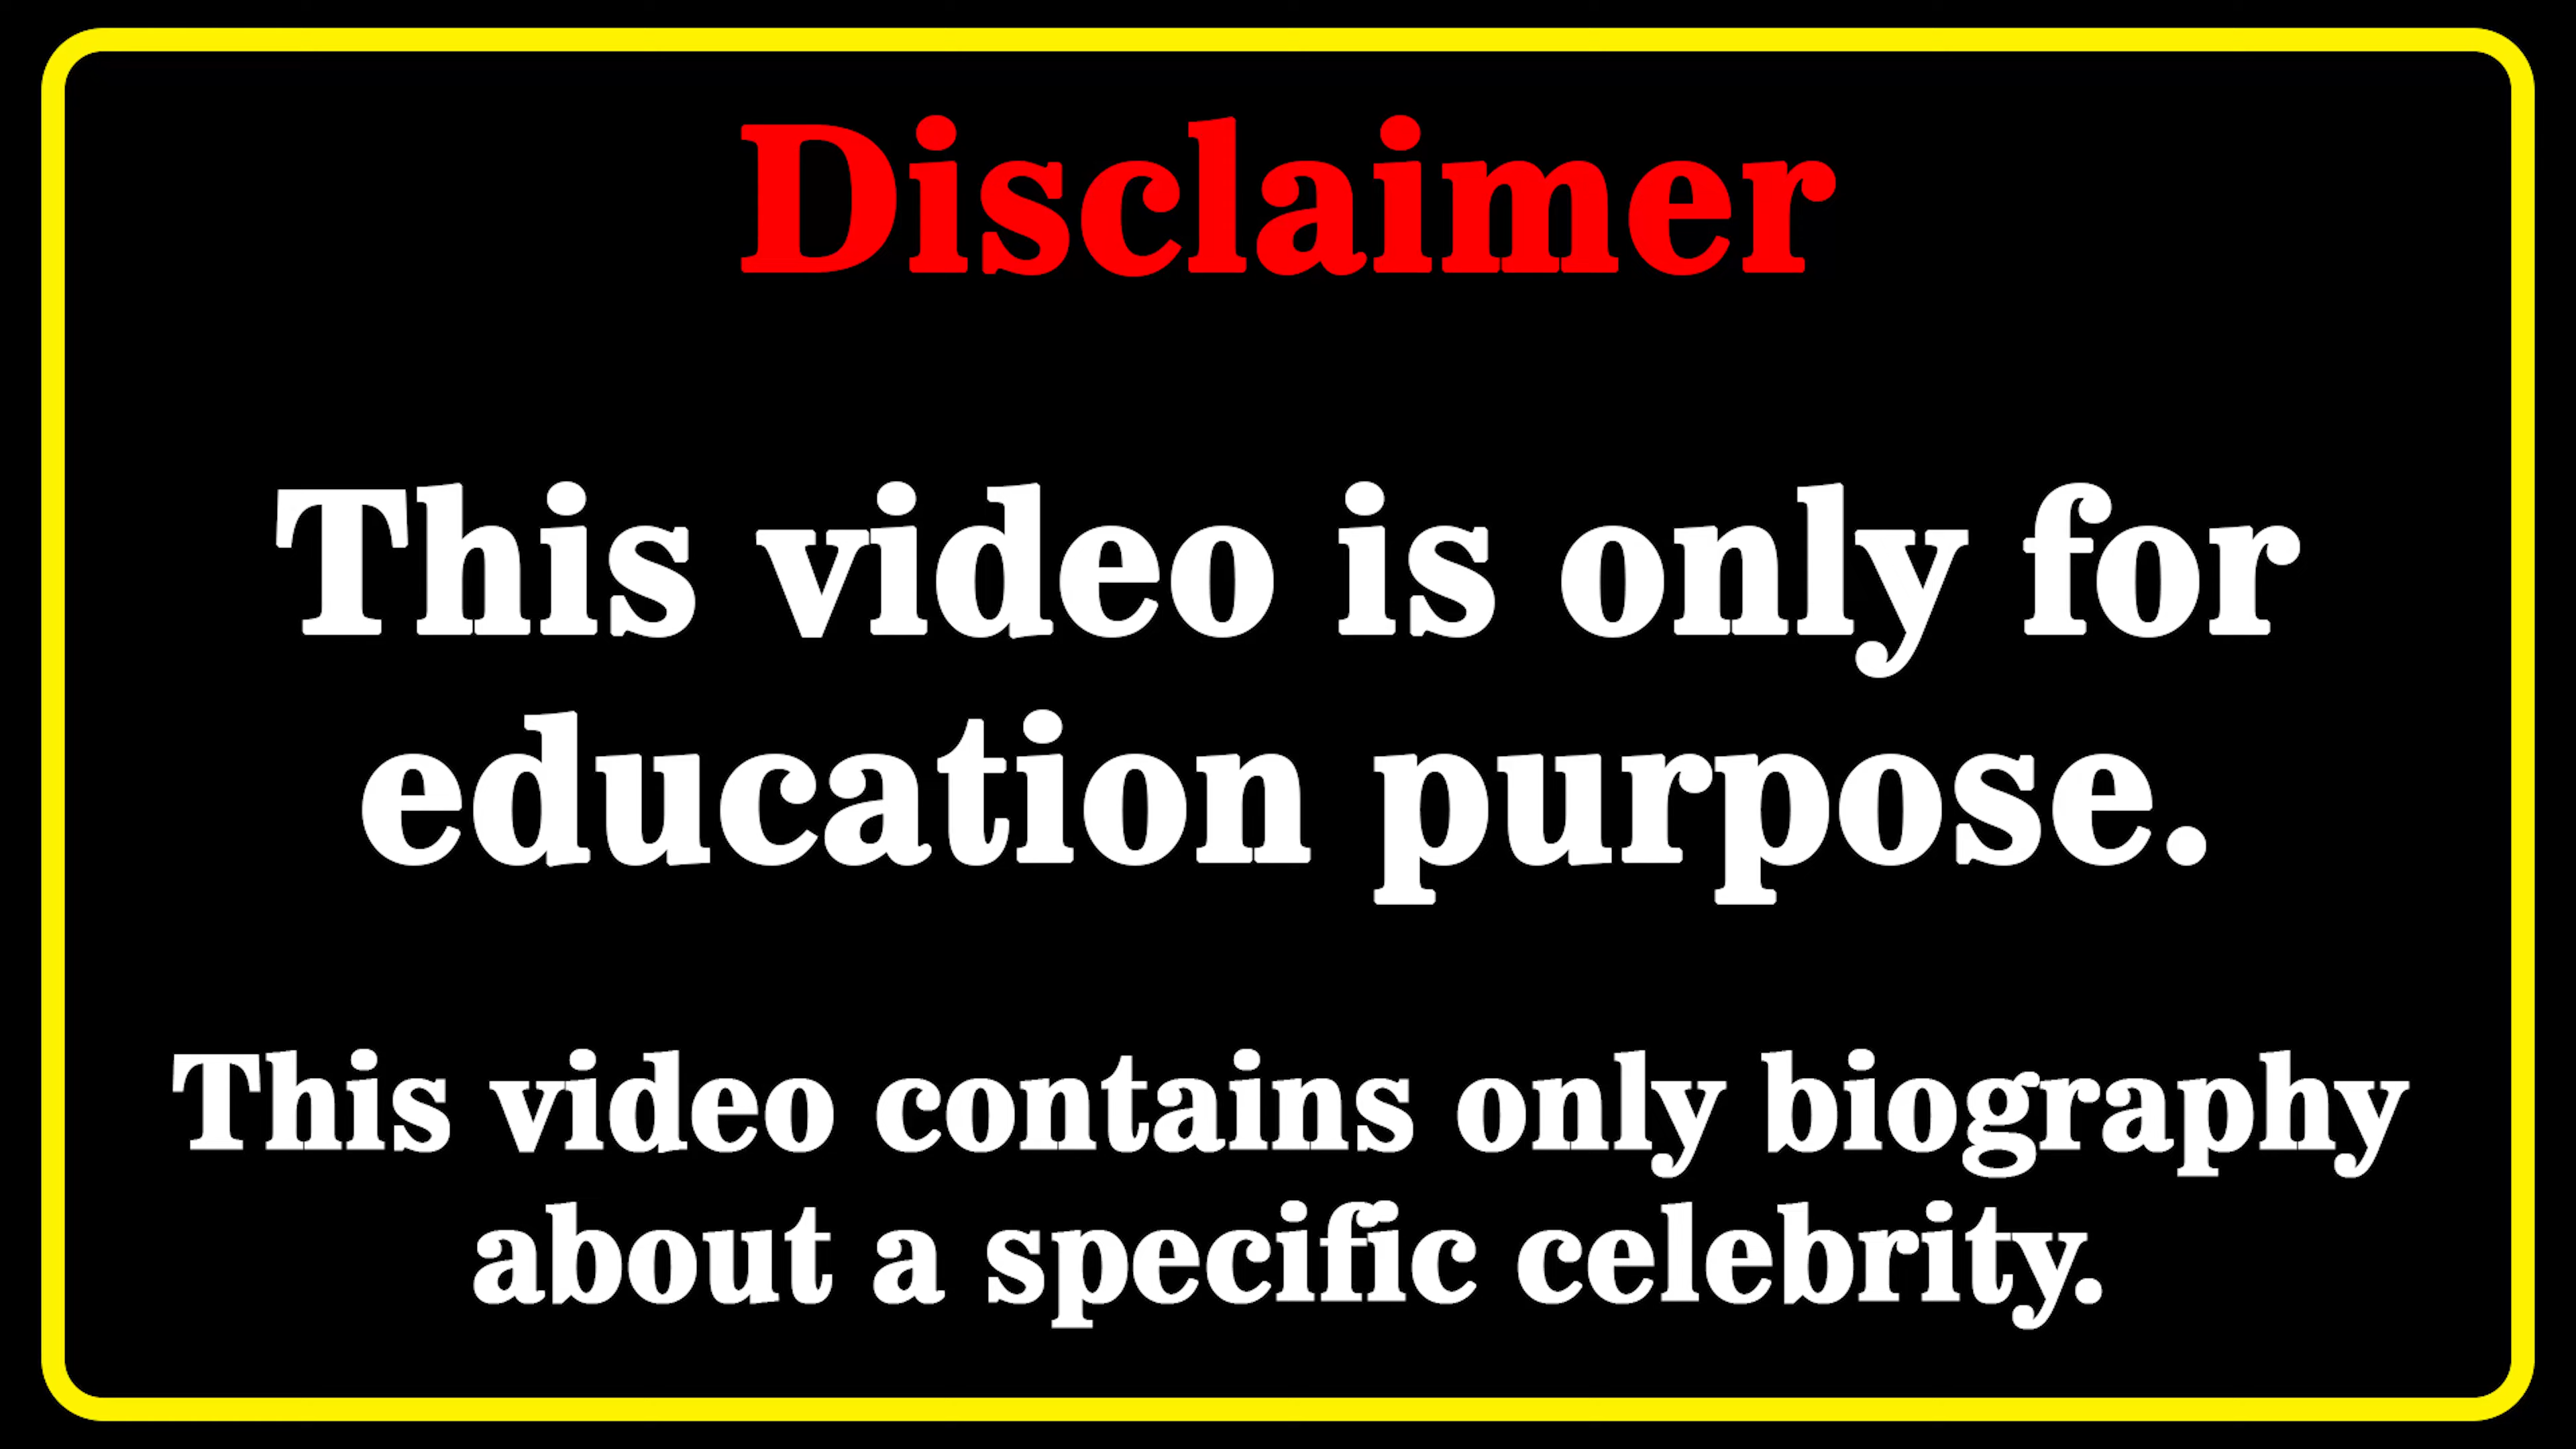 Disclaimer
This video is only for
education purpose.
This video contains only biography
about a specific celebrity.